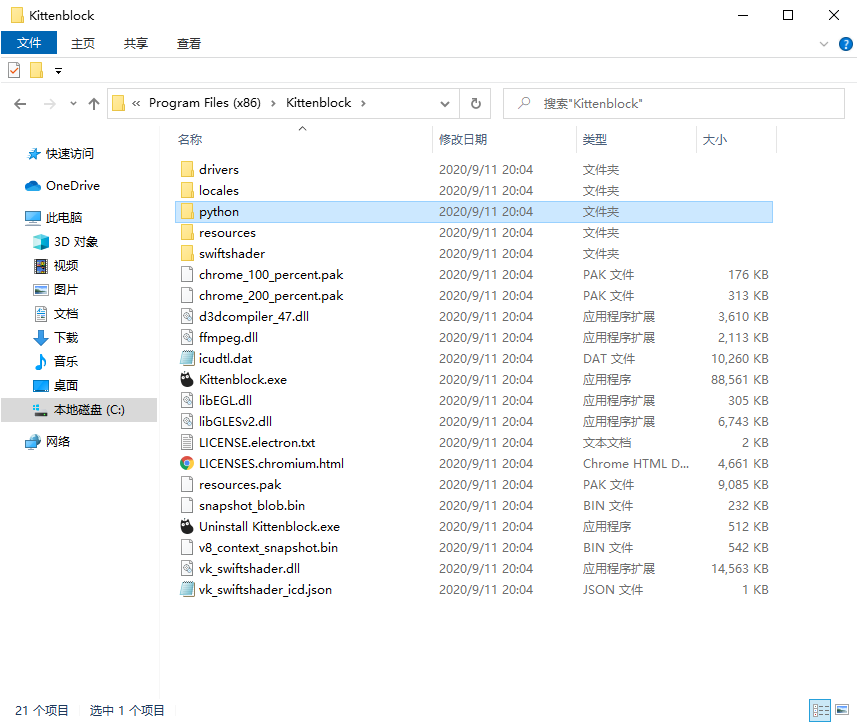 Kittenblock
文件 主页 共享 查看
« Program Files (x86) › Kittenblock › 搜索"Kittenblock"
名称 修改日期 类型 大小
快速访问
OneDrive
此电脑
3D 对象
视频
图片
文档
下载
音乐
桌面
本地磁盘 (C:)
网络
drivers 2020/9/11 20:04 文件夹
locales 2020/9/11 20:04 文件夹
python 2020/9/11 20:04 文件夹
resources 2020/9/11 20:04 文件夹
swiftshader 2020/9/11 20:04 文件夹
chrome_100_percent.pak 2020/9/11 20:04 PAK 文件 176 KB
chrome_200_percent.pak 2020/9/11 20:04 PAK 文件 313 KB
d3dcompiler_47.dll 2020/9/11 20:04 应用程序扩展 3,610 KB
ffmpeg.dll 2020/9/11 20:04 应用程序扩展 2,113 KB
icudtl.dat 2020/9/11 20:04 DAT 文件 10,260 KB
Kittenblock.exe 2020/9/11 20:04 应用程序 88,561 KB
libEGL.dll 2020/9/11 20:04 应用程序扩展 305 KB
libGLESv2.dll 2020/9/11 20:04 应用程序扩展 6,743 KB
LICENSE.electron.txt 2020/9/11 20:04 文本文档 2 KB
LICENSES.chromium.html 2020/9/11 20:04 Chrome HTML D... 4,661 KB
resources.pak 2020/9/11 20:04 PAK 文件 9,085 KB
snapshot_blob.bin 2020/9/11 20:04 BIN 文件 232 KB
Uninstall Kittenblock.exe 2020/9/11 20:04 应用程序 512 KB
v8_context_snapshot.bin 2020/9/11 20:04 BIN 文件 542 KB
vk_swiftshader.dll 2020/9/11 20:04 应用程序扩展 14,563 KB
vk_swiftshader_icd.json 2020/9/11 20:04 JSON 文件 1 KB
21 个项目 选中 1 个项目